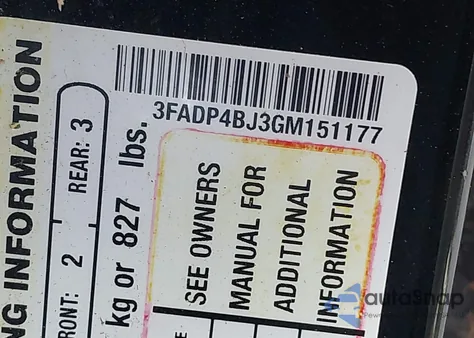 3FADP4BJ3GM151177
NG INFORMATION
RONT: 2 REAR: 3
kg or 827 lbs.
SEE OWNERS
MANUAL FOR
ADDITIONAL
INFORMATION
autoSnap